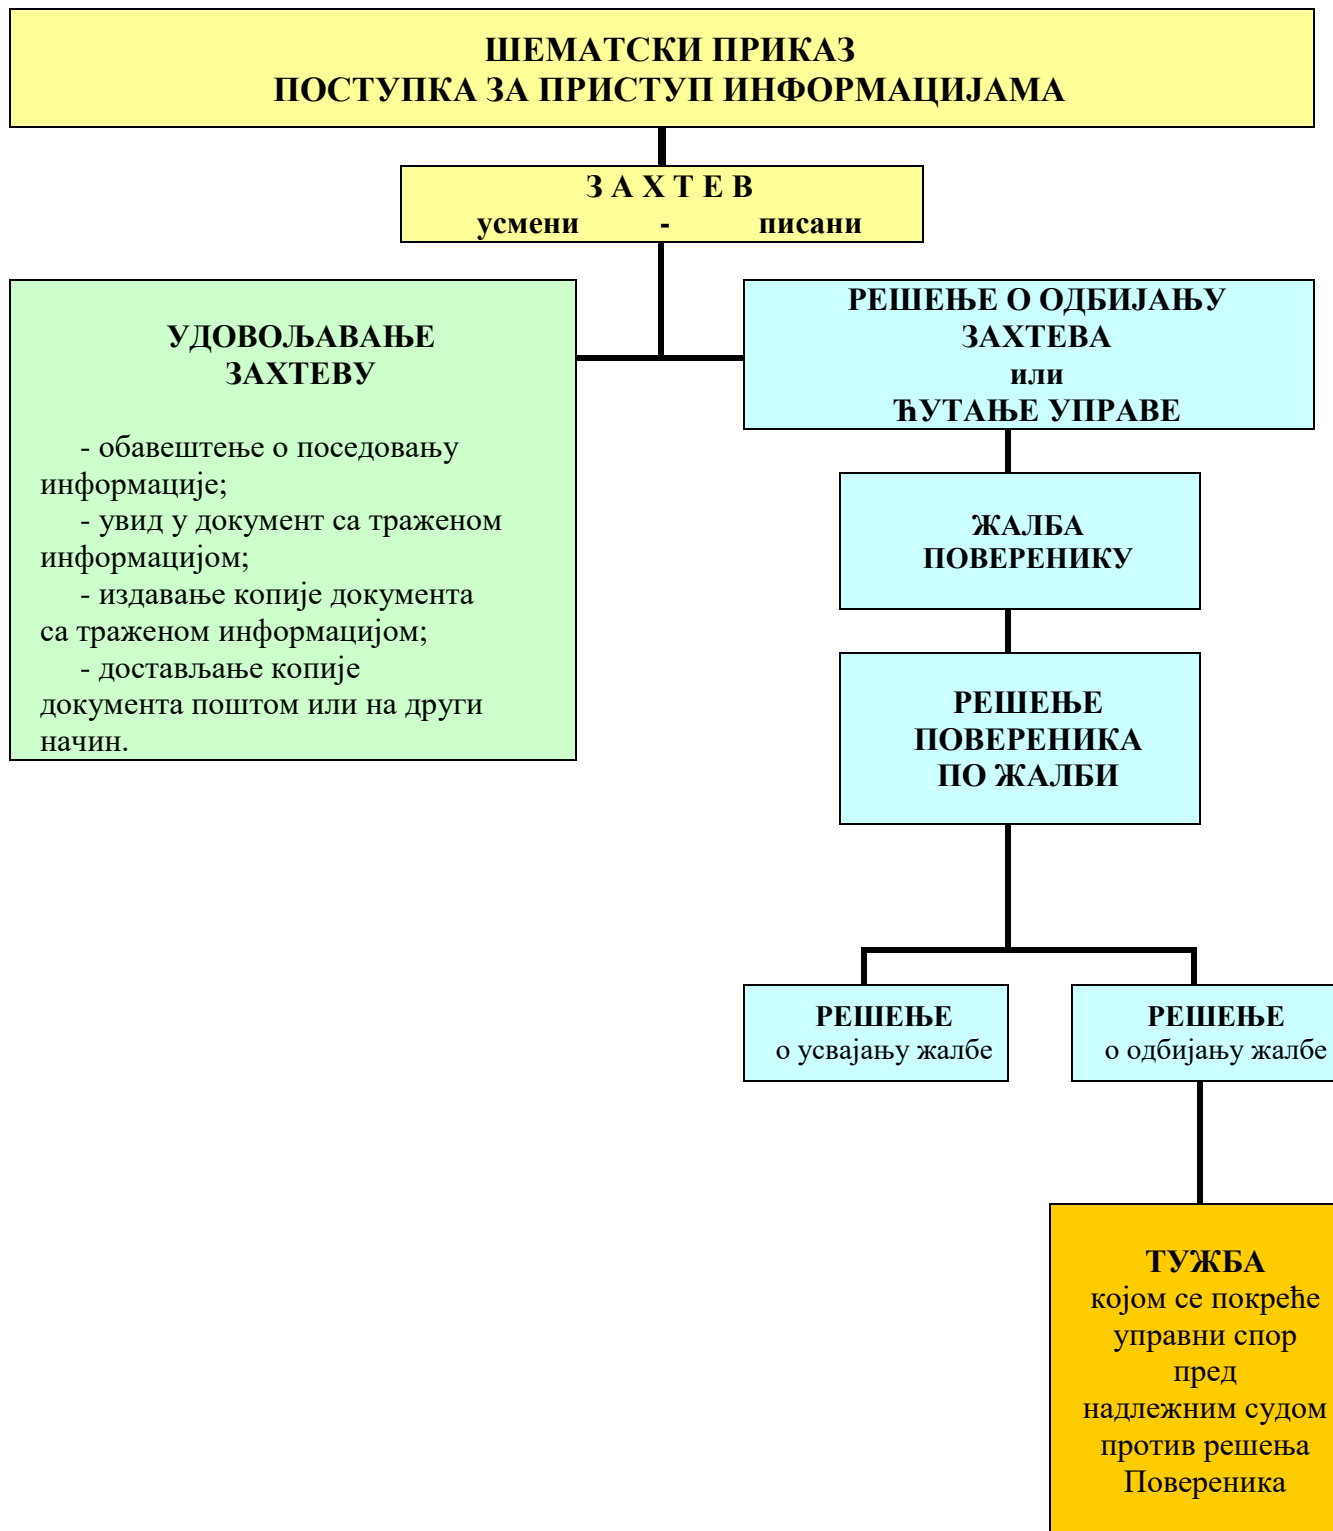 ШЕМАТСКИ ПРИКАЗ
ПОСТУПКА ЗА ПРИСТУП ИНФОРМАЦИЈАМА
З А Х Т Е В
усмени - писани
УДОВОЉАВАЊЕ
ЗАХТЕВУ
- обавештење о поседовању
информације;
- увид у документ са траженом
информацијом;
- издавање копије документа
са траженом информацијом;
- достављање копије
документа поштом или на други
начин.
РЕШЕЊЕ О ОДБИЈАЊУ
ЗАХТЕВА
или
ЋУТАЊЕ УПРАВЕ
ЖАЛБА
ПОВЕРЕНИКУ
РЕШЕЊЕ
ПОВЕРЕНИКА
ПО ЖАЛБИ
РЕШЕЊЕ
о усвајању жалбе
РЕШЕЊЕ
о одбијању жалбе
ТУЖБА
којом се покреће
управни спор
пред
надлежним судом
против решења
Повереника